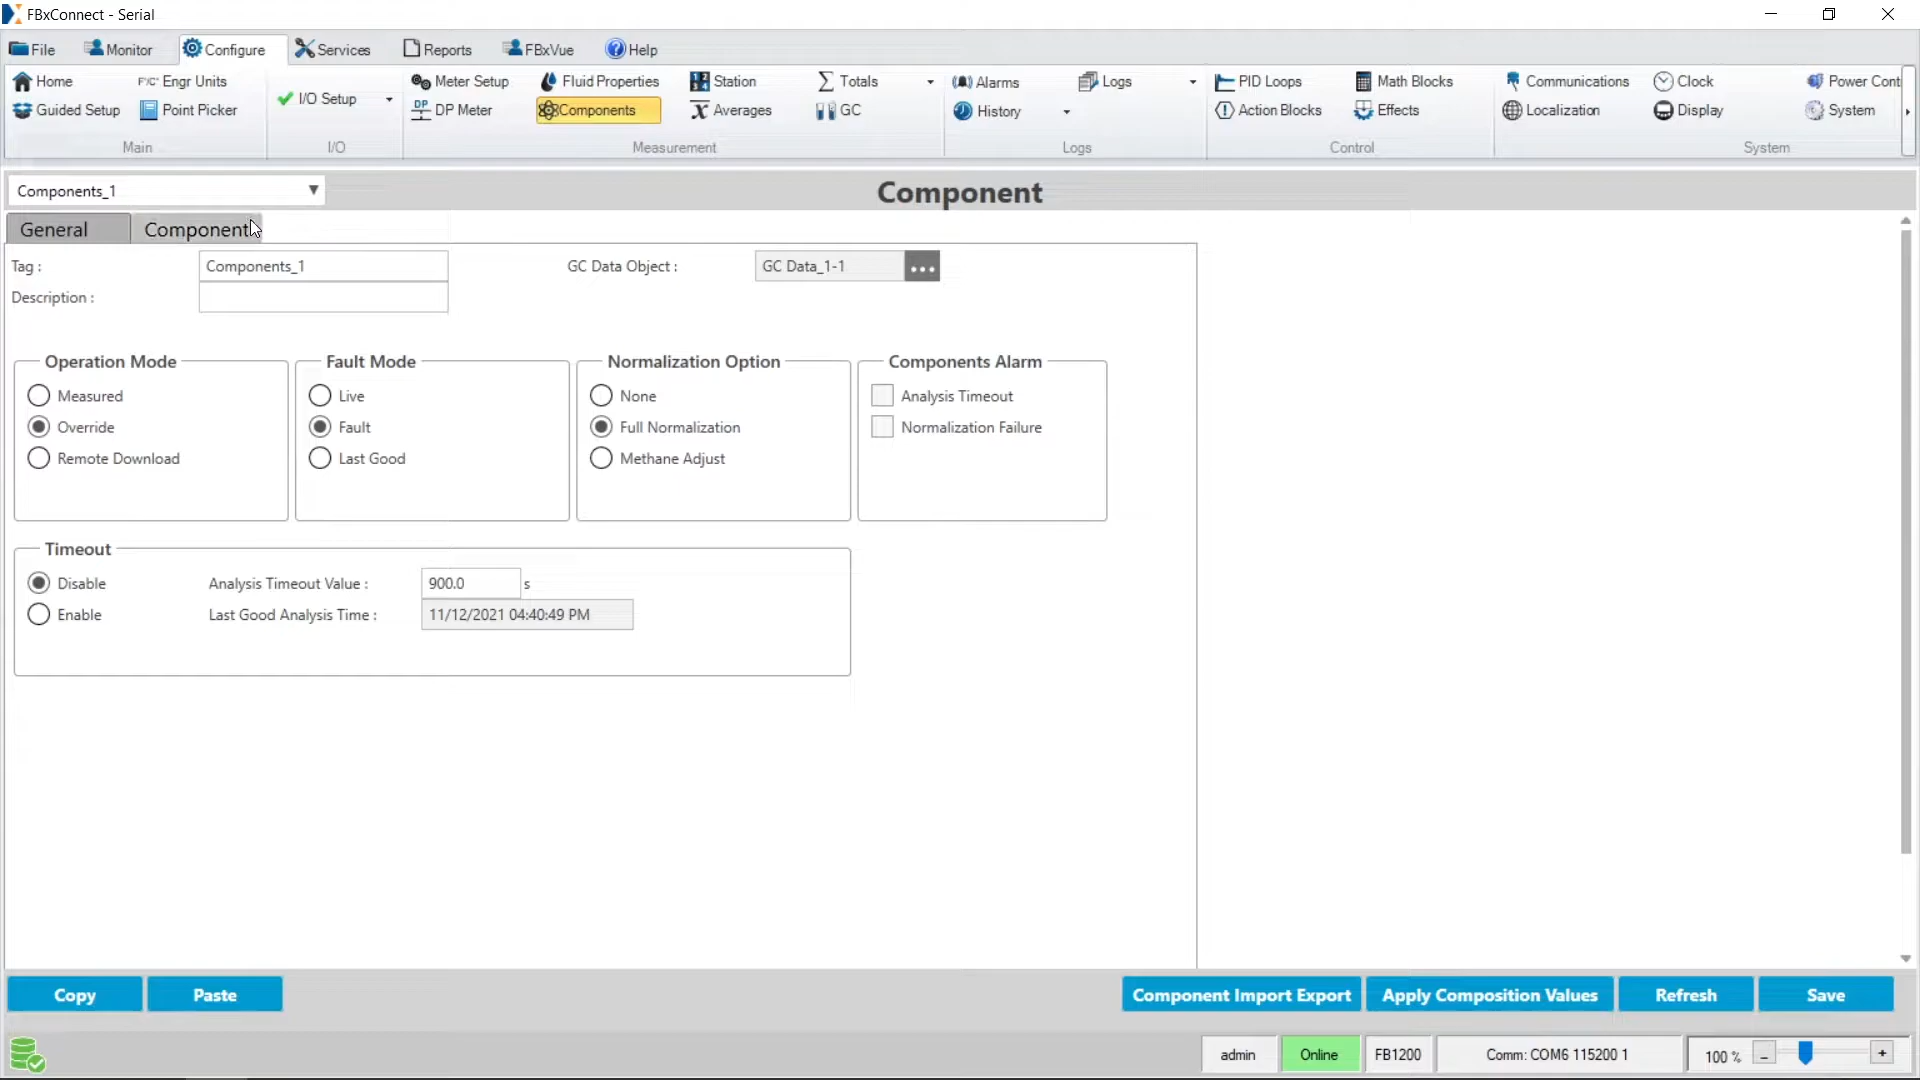 FBxConnect - Serial
File Monitor Configure Services Reports FBxVue Help
Home Engr Units I/O Setup Meter Setup Fluid Properties Station Totals Alarms Logs PID Loops Math Blocks Communications Clock Power Cont
Guided Setup Point Picker DP Meter Components Averages GC History Action Blocks Effects Localization Display System
Main I/O Measurement Logs Control System
Components_1 Component
General Component
Tag : Components_1 GC Data Object : GC Data_1-1 ...
Description :
Operation Mode Fault Mode Normalization Option Components Alarm
Measured Live None Analysis Timeout
Override Fault Full Normalization Normalization Failure
Remote Download Last Good Methane Adjust
Timeout
Disable Analysis Timeout Value : 900.0 s
Enable Last Good Analysis Time : 11/12/2021 04:40:49 PM
Copy Paste Component Import Export Apply Composition Values Refresh Save
admin Online FB1200 Comm: COM6 115200 1 100 % - +